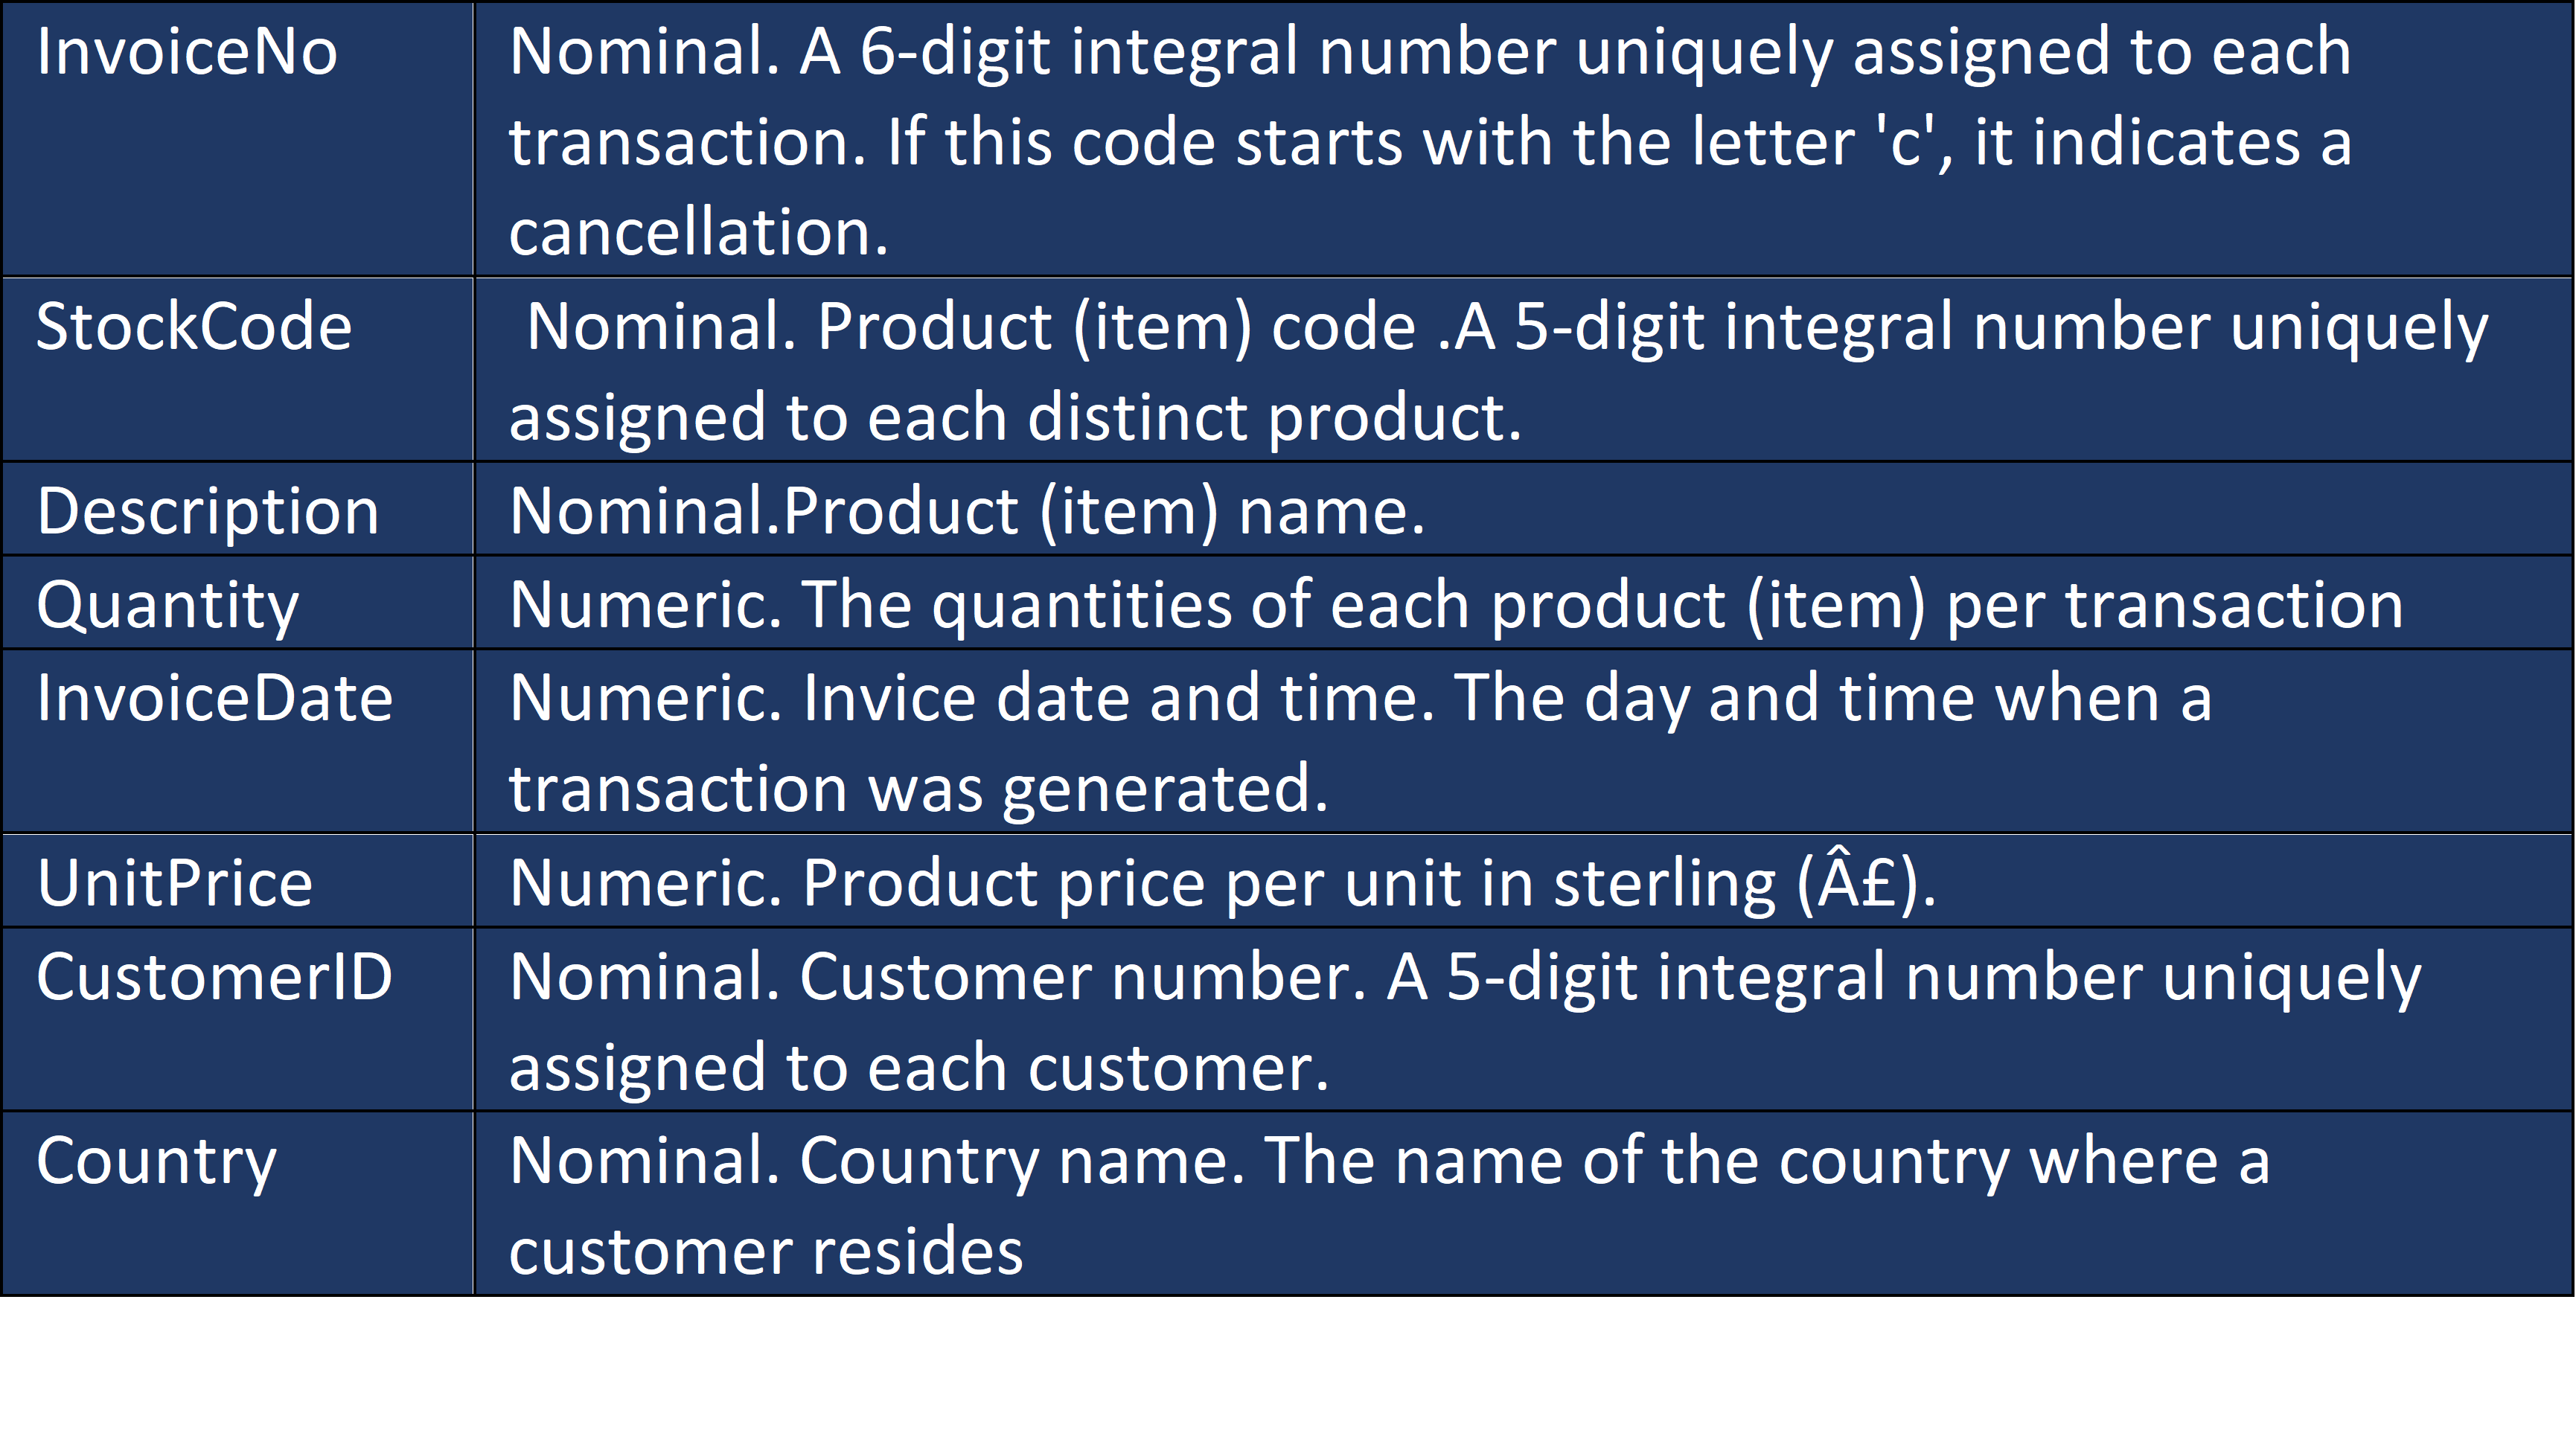 InvoiceNo
Nominal. A 6-digit integral number uniquely assigned to each
transaction. If this code starts with the letter 'c', it indicates a
cancellation.
StockCode
Nominal. Product (item) code .A 5-digit integral number uniquely
assigned to each distinct product.
Description
Nominal.Product (item) name.
Quantity
Numeric. The quantities of each product (item) per transaction
InvoiceDate
Numeric. Invice date and time. The day and time when a
transaction was generated.
UnitPrice
Numeric. Product price per unit in sterling (Â£).
CustomerID
Nominal. Customer number. A 5-digit integral number uniquely
assigned to each customer.
Country
Nominal. Country name. The name of the country where a
customer resides